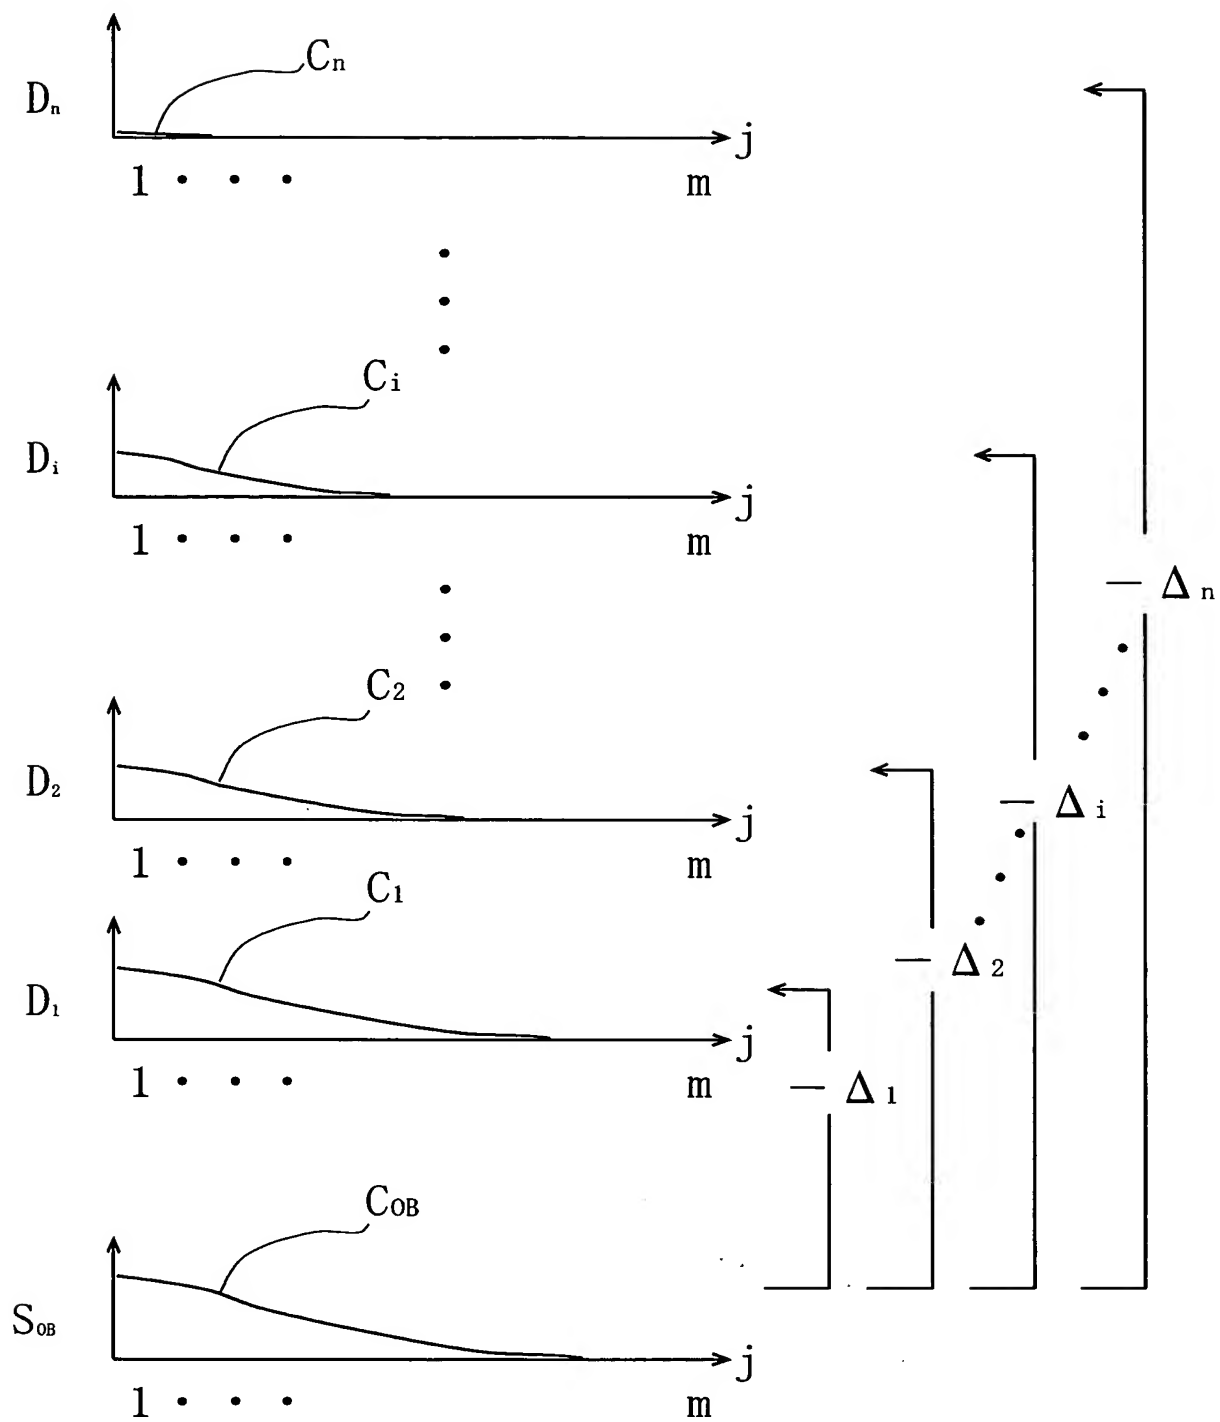 Cn
Dn
j
1 • • • m
Ci
Di
j
1 • • • m
— Δn
C2
D2
j
— Δi
1 • • • m
C1
— Δ2
D1
j
1 • • • m
— Δ1
COB
SOB
j
1 • • • m